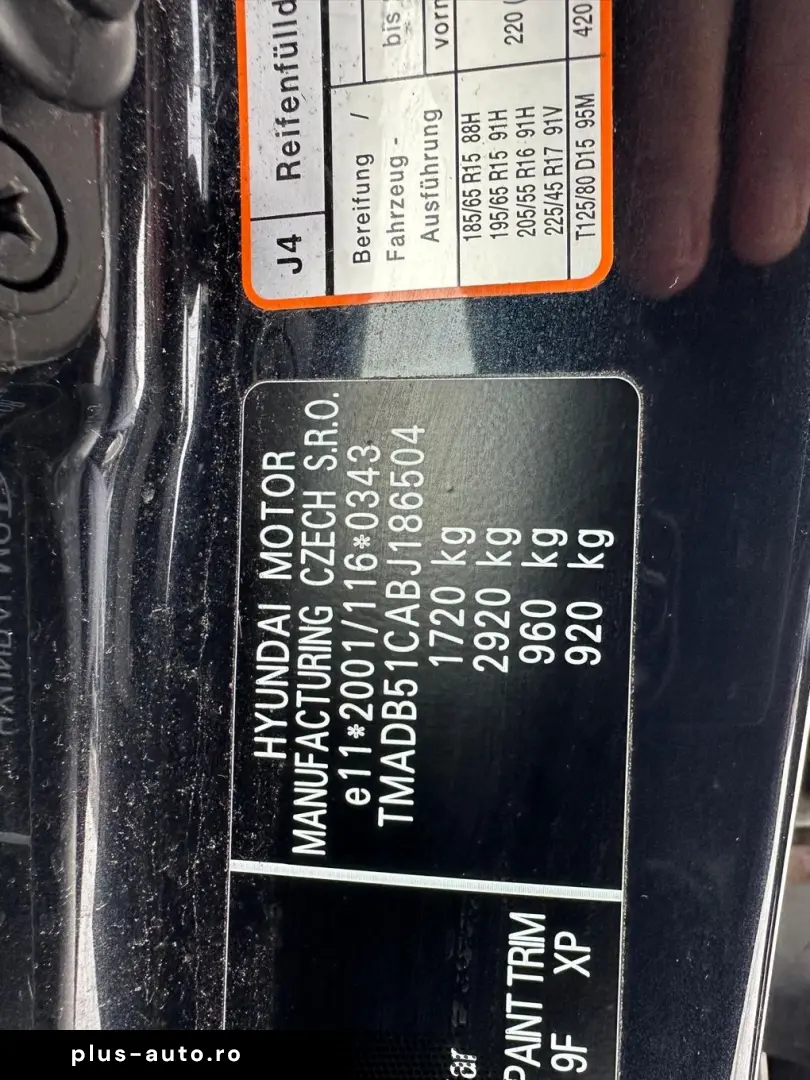 J4 Reifenfülld
Bereifung /
Fahrzeug -
Ausführung
bis
vorn
185/65 R15 88H
195/65 R15 91H
205/55 R16 91H
225/45 R17 91V
220
T125/80 D15 95M
420
HYUNDAI MOTOR
MANUFACTURING CZECH S.R.O.
e11*2001/116*0343
TMADB51CABJ186504
1720 kg
2920 kg
960 kg
920 kg
PAINT TRIM
9F XP
plus-auto.ro